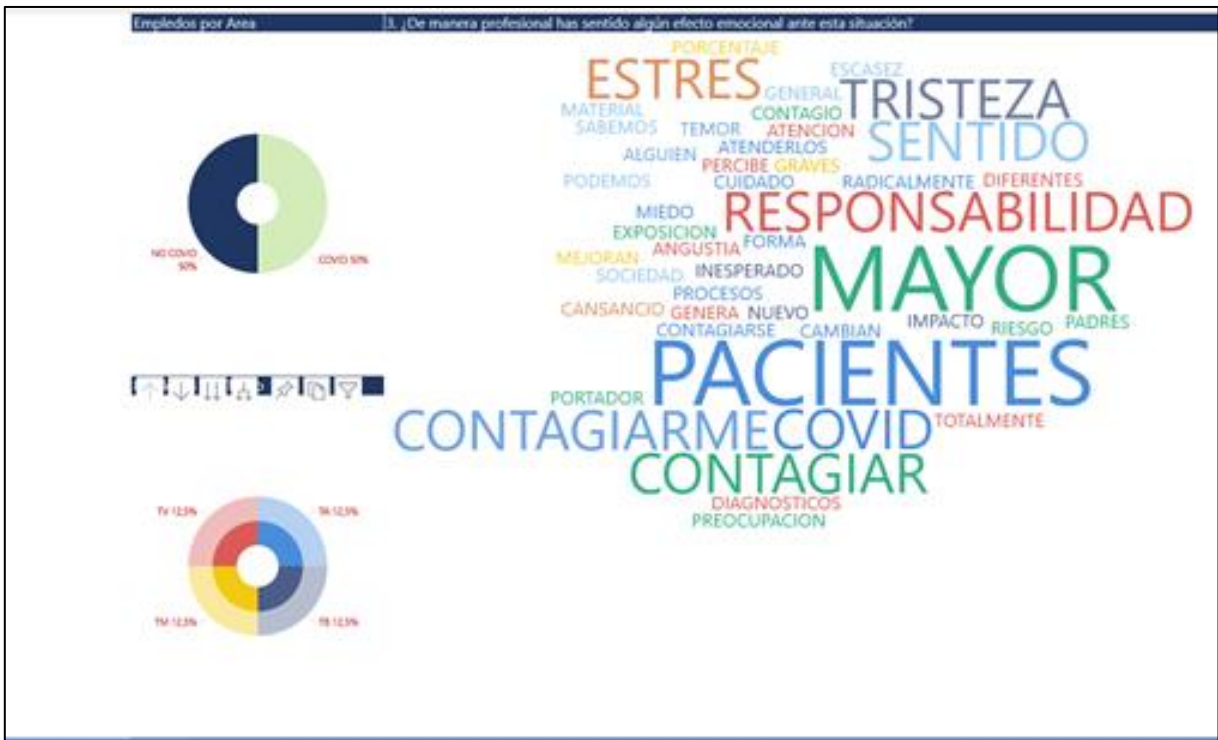 Empledos por Area
3. ¿De manera profesional has sentido algún efecto emocional ante esta situación?
NO COVID 50%
COVID 50%
TV 12,5%
TA 12,5%
TM 12,5%
TB 12,5%
PORCENTAJE
ESTRES
ESCASEZ
GENERAL
TRISTEZA
MATERIAL
CONTAGIO
SABEMOS
TEMOR
ATENCION
SENTIDO
ALGUIEN
ATENDERLOS
PERCIBE
GRAVES
PODEMOS
CUIDADO
RADICALMENTE
DIFERENTES
MIEDO
RESPONSABILIDAD
EXPOSICION
FORMA
ANGUSTIA
MEJORAN
SOCIEDAD
INESPERADO
MAYOR
PROCESOS
CANSANCIO
GENERA
NUEVO
CONTAGIARSE
CAMBIAN
IMPACTO
RIESGO
PADRES
PACIENTES
PORTADOR
CONTAGIARME
COVID
TOTALMENTE
CONTAGIAR
DIAGNOSTICOS
PREOCUPACION